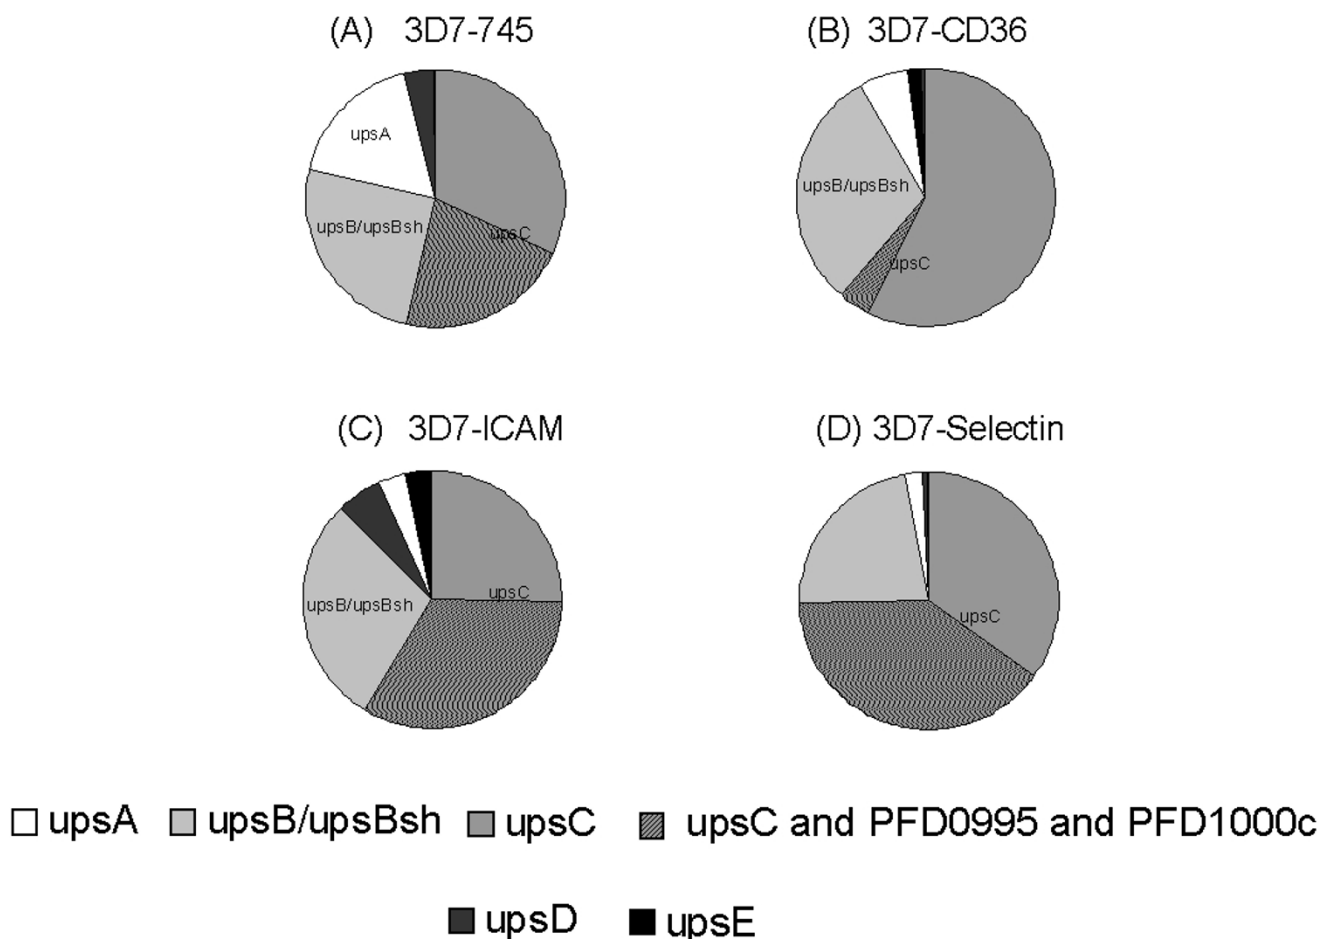 (A) 3D7-745
(B) 3D7-CD36
upsA
upsB/upsBsh
upsC
upsB/upsBsh
upsC
(C) 3D7-ICAM
(D) 3D7-Selectin
upsB/upsBsh
upsC
upsC
upsA upsB/upsBsh upsC upsC and PFD0995 and PFD1000c
upsD upsE